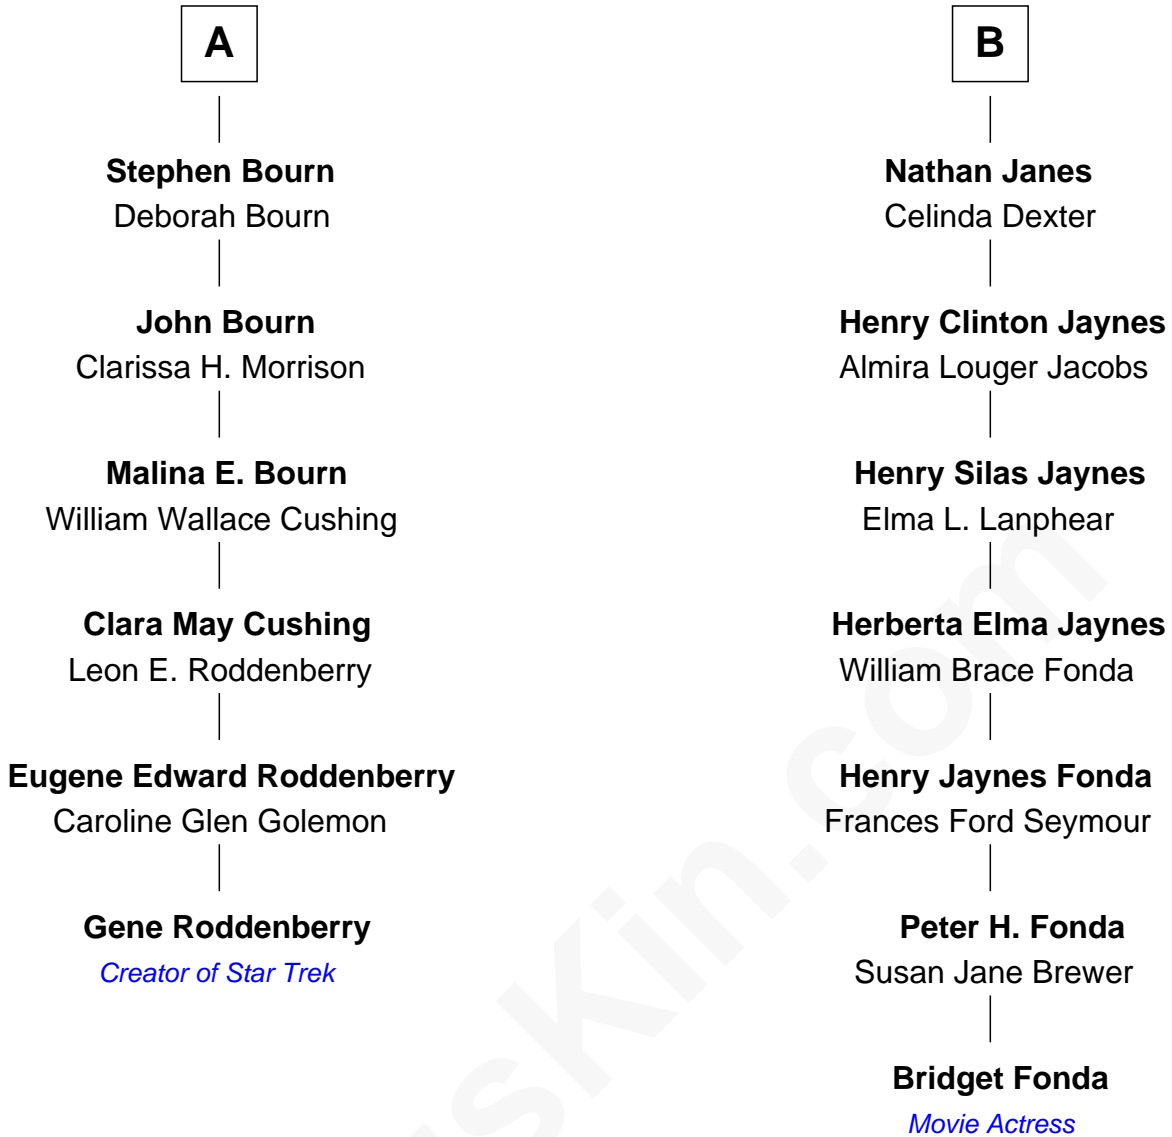 A
Stephen Bourn
Deborah Bourn
John Bourn
Clarissa H. Morrison
Malina E. Bourn
William Wallace Cushing
Clara May Cushing
Leon E. Roddenberry
Eugene Edward Roddenberry
Caroline Glen Golemon
Gene Roddenberry
Creator of Star Trek
B
Nathan Janes
Celinda Dexter
Henry Clinton Jaynes
Almira Louger Jacobs
Henry Silas Jaynes
Elma L. Lanphear
Herberta Elma Jaynes
William Brace Fonda
Henry Jaynes Fonda
Frances Ford Seymour
Peter H. Fonda
Susan Jane Brewer
Bridget Fonda
Movie Actress
usKin.com